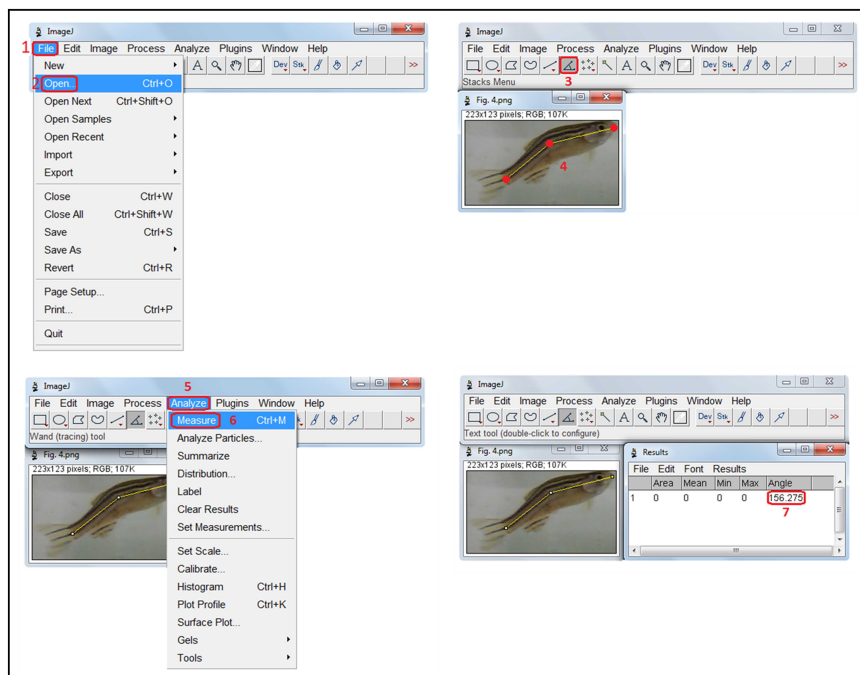 ImageJ
1 File Edit Image Process Analyze Plugins Window Help
A Dev Stk >>
New
2 Open... Ctrl+O
Open Next Ctrl+Shift+O
Open Samples
Open Recent
Import
Export
Close Ctrl+W
Close All Ctrl+Shift+W
Save Ctrl+S
Save As
Revert Ctrl+R
Page Setup...
Print... Ctrl+P
Quit
ImageJ
File Edit Image Process Analyze Plugins Window Help
A Dev Stk >>
Stacks Menu
3
Fig. 4.png
223x123 pixels; RGB; 107K
4
5
ImageJ
File Edit Image Process Analyze Plugins Window Help
>>
Wand (tracing) tool
Fig. 4.png
223x123 pixels; RGB; 107K
Measure 6 Ctrl+M
Analyze Particles...
Summarize
Distribution...
Label
Clear Results
Set Measurements...
Set Scale...
Calibrate...
Histogram Ctrl+H
Plot Profile Ctrl+K
Surface Plot...
Gels
Tools
ImageJ
File Edit Image Process Analyze Plugins Window Help
A Dev Stk >>
Text tool (double-click to configure)
Fig. 4.png
223x123 pixels; RGB; 107K
Results
File Edit Font Results
Area Mean Min Max Angle
1 0 0 0 0 156.275
7